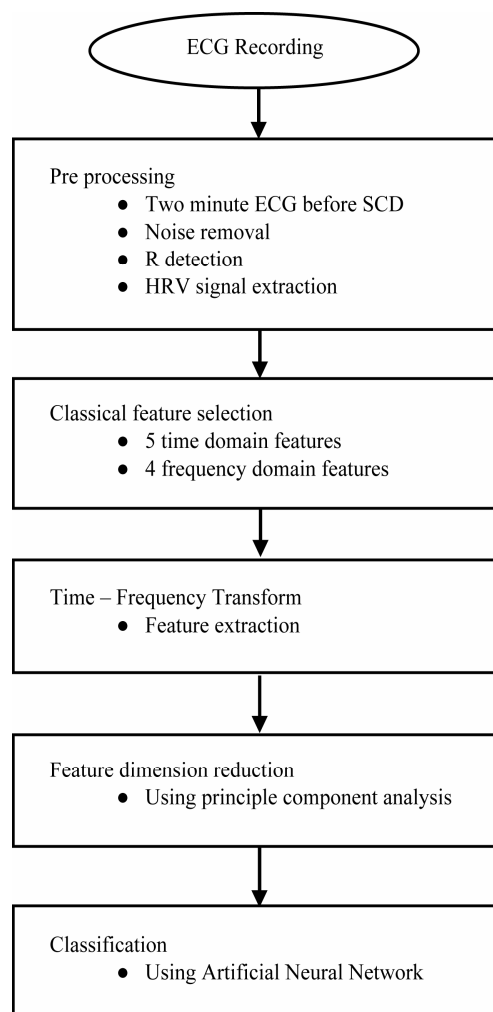 ECG Recording
Pre processing
● Two minute ECG before SCD
● Noise removal
● R detection
● HRV signal extraction
Classical feature selection
● 5 time domain features
● 4 frequency domain features
Time – Frequency Transform
● Feature extraction
Feature dimension reduction
● Using principle component analysis
Classification
● Using Artificial Neural Network